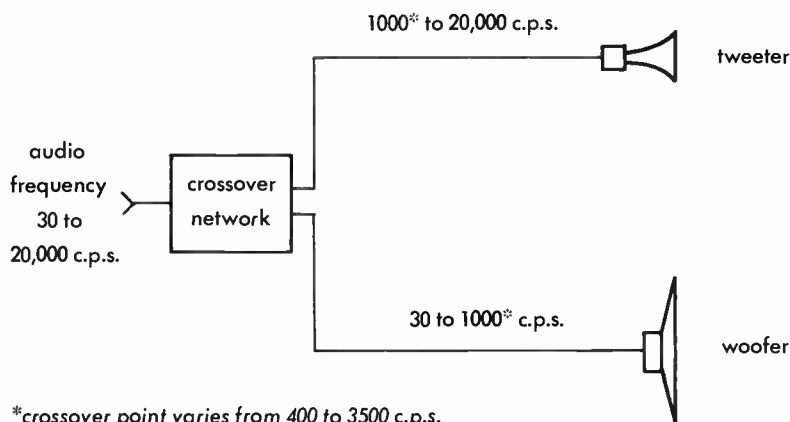 1000* to 20,000 c.p.s.
tweeter
audio
frequency
30 to
20,000 c.p.s.
crossover
network
30 to 1000* c.p.s.
woofer
*crossover point varies from 400 to 3500 c.p.s.